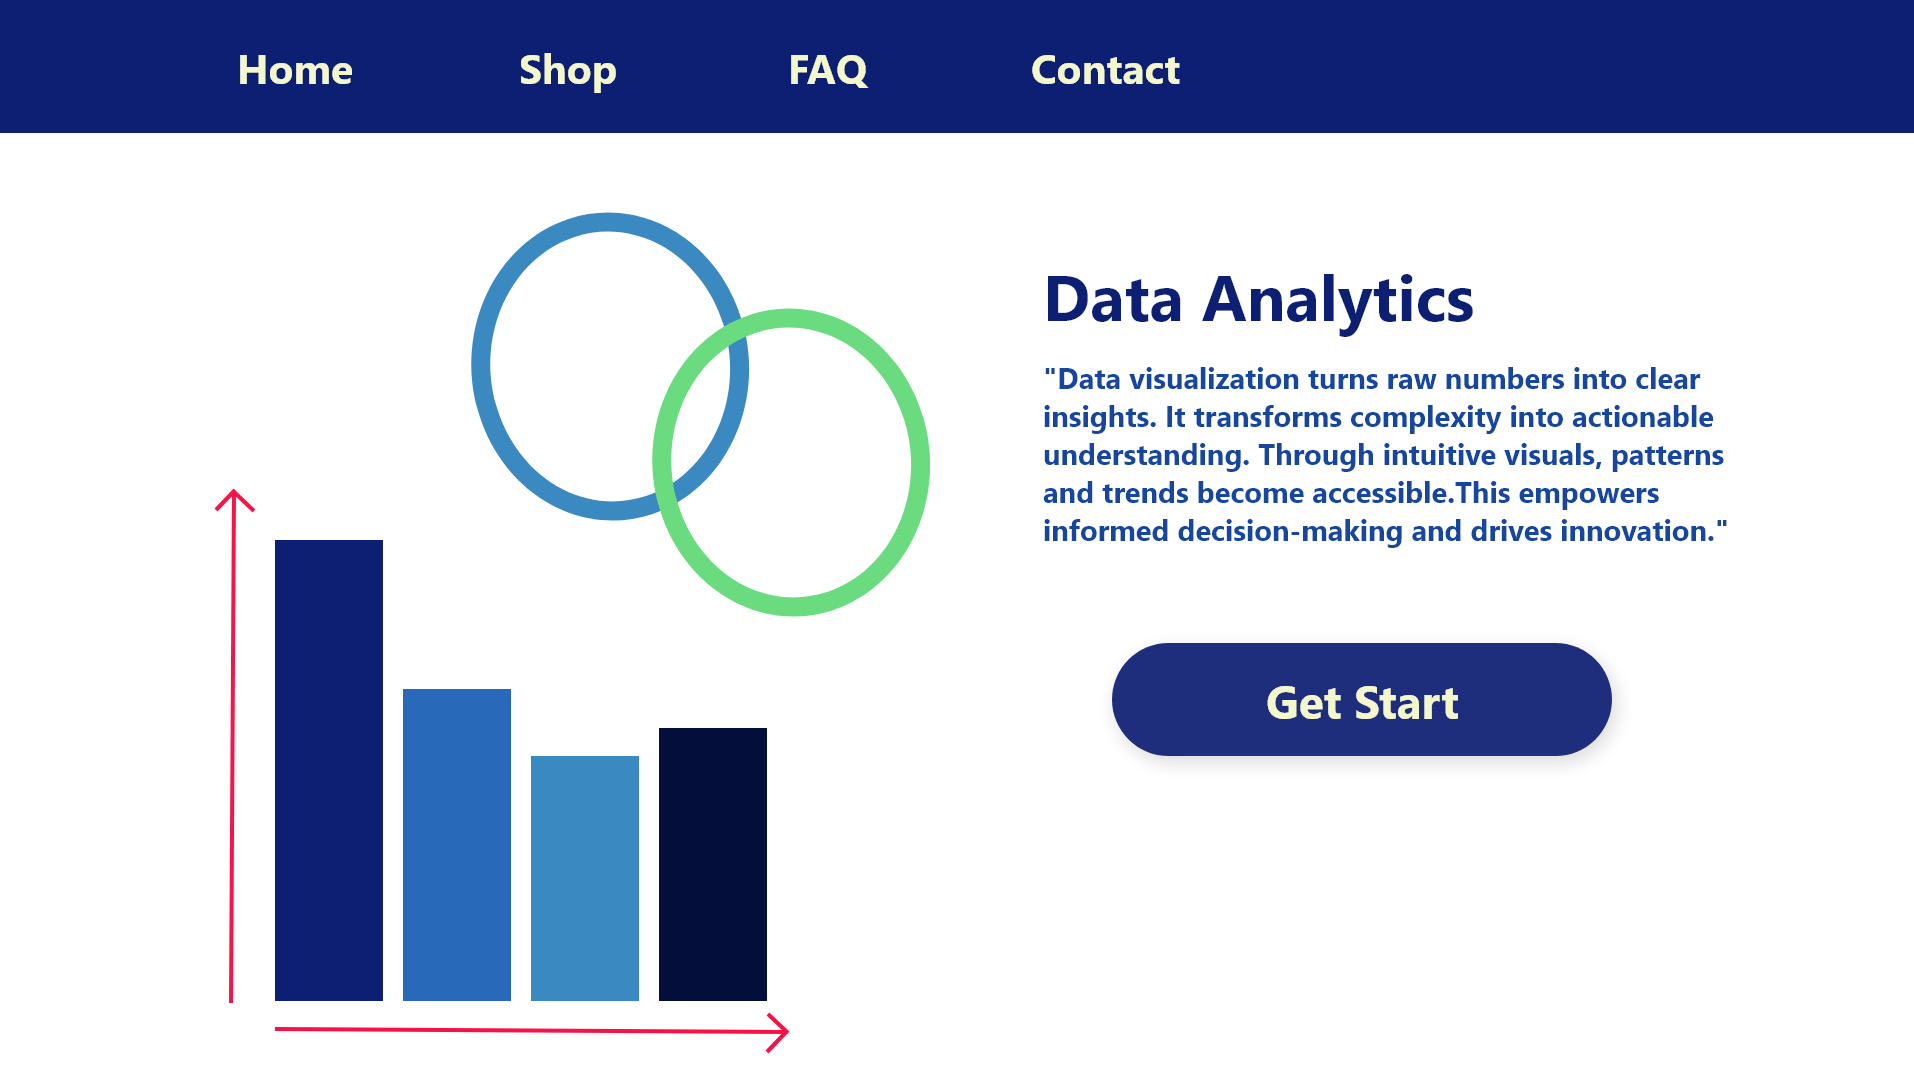 Home Shop FAQ Contact
Data Analytics
"Data visualization turns raw numbers into clear
insights. It transforms complexity into actionable
understanding. Through intuitive visuals, patterns
and trends become accessible.This empowers
informed decision-making and drives innovation."
Get Start